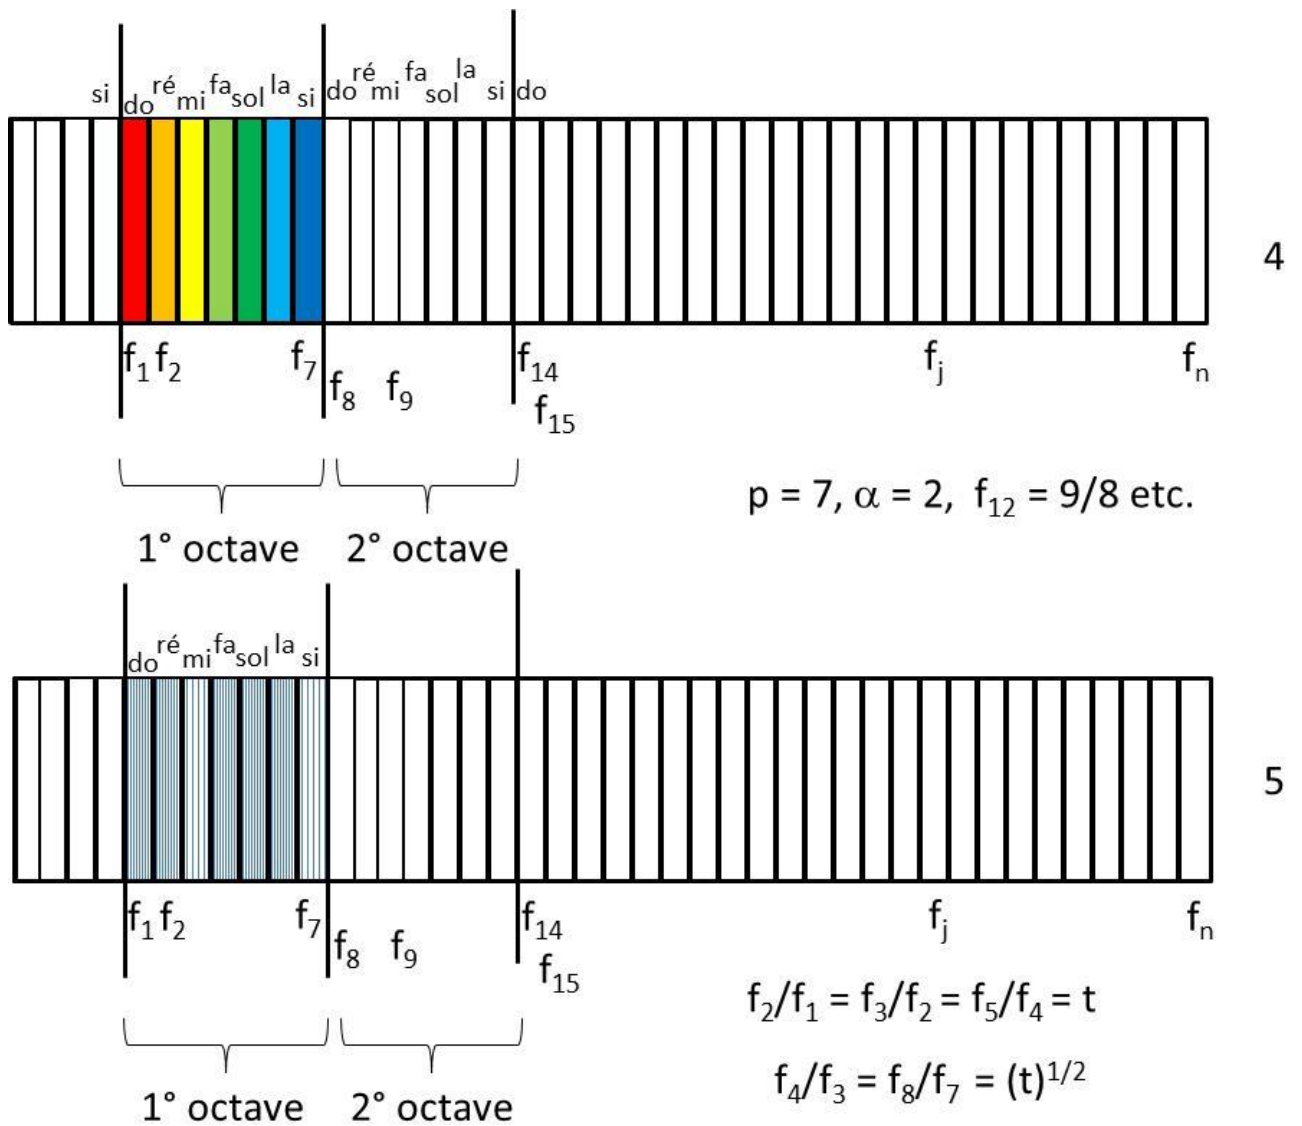 si do ré mi fa sol la si do ré mi fa sol la si do
4
f₁ f₂ f₇ f₈ f₉ f₁₄ f₁₅ fⱼ fₙ
p = 7, α = 2, f₁₂ = 9/8 etc.
1° octave 2° octave
do ré mi fa sol la si
5
f₁ f₂ f₇ f₈ f₉ f₁₄ f₁₅ fⱼ fₙ
f₂/f₁ = f₃/f₂ = f₅/f₄ = t
f₄/f₃ = f₈/f₇ = (t)¹/²
1° octave 2° octave